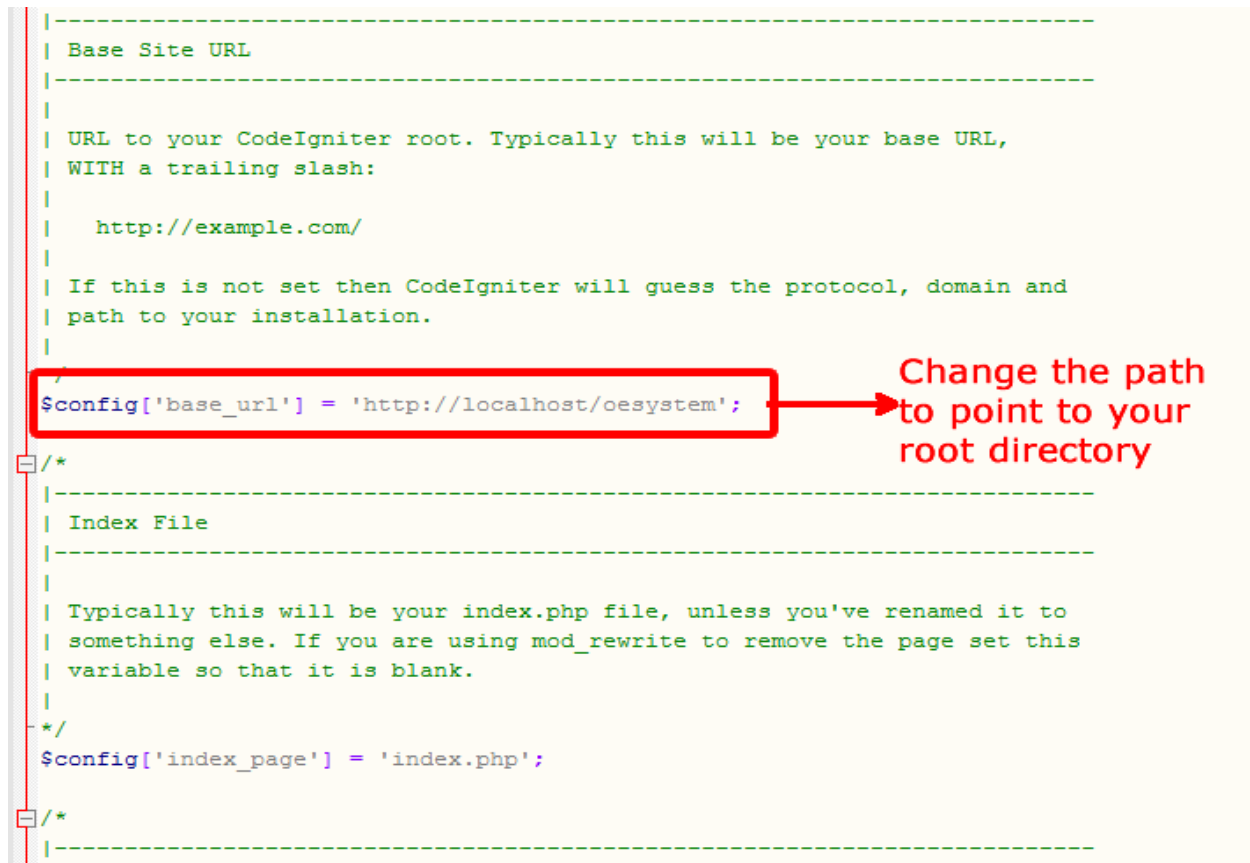 |--------------------------------------------------------------------------
| Base Site URL
|--------------------------------------------------------------------------
|
| URL to your CodeIgniter root. Typically this will be your base URL,
| WITH a trailing slash:
|
|   http://example.com/
|
| If this is not set then CodeIgniter will guess the protocol, domain and
| path to your installation.
|
*/
$config['base_url'] = 'http://localhost/oesystem';
Change the path
to point to your
root directory
/*
|--------------------------------------------------------------------------
| Index File
|--------------------------------------------------------------------------
|
| Typically this will be your index.php file, unless you've renamed it to
| something else. If you are using mod_rewrite to remove the page set this
| variable so that it is blank.
|
*/
$config['index_page'] = 'index.php';
/*
|--------------------------------------------------------------------------